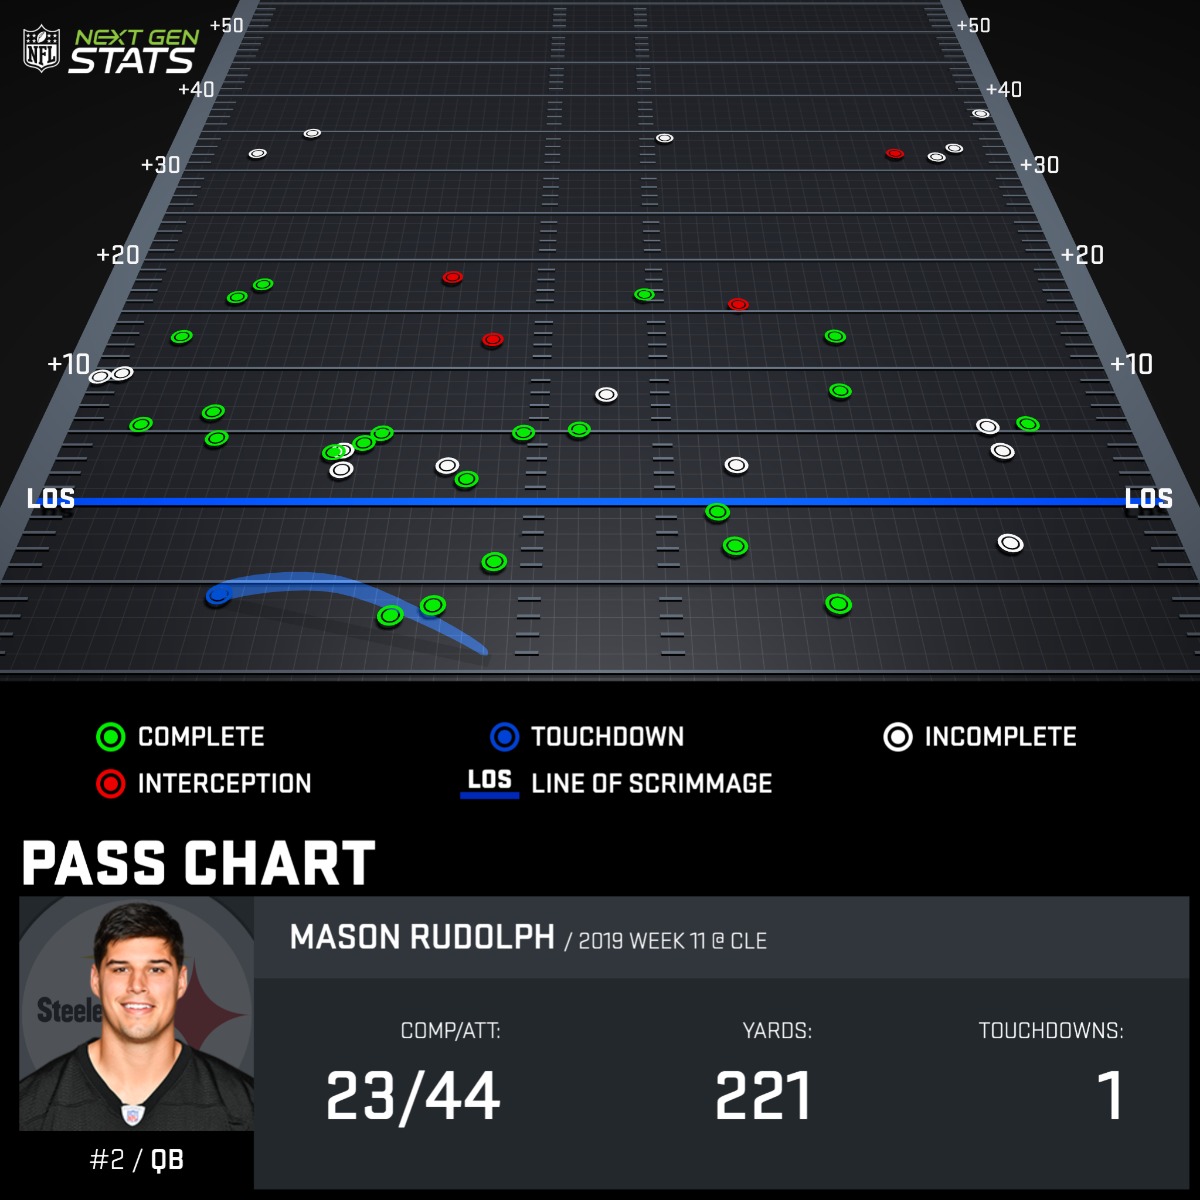 NFL
NEXT GEN
STATS
+50 +50
+40 +40
+30 +30
+20 +20
+10 +10
LOS LOS
COMPLETE TOUCHDOWN INCOMPLETE
INTERCEPTION LOS LINE OF SCRIMMAGE
PASS CHART
MASON RUDOLPH / 2019 WEEK 11 @ CLE
Steele
COMP/ATT: YARDS: TOUCHDOWNS:
23/44 221 1
#2 / QB